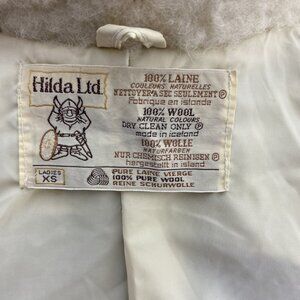 Hilda Ltd.
100% LAINE
COULEURS NATURELLES
NETTOYER A SEC SEULEMENT Ⓟ
Fabrique en islande
100% WOOL
NATURAL COLOURS
DRY CLEAN ONLY Ⓟ
made in iceland
100% WOLLE
NATURFARBEN
NUR CHEMISCH REINIGEN Ⓟ
hergestellt in island
LADIES
XS
PURE LAINE VIERGE
100% PURE WOOL
REINE SCHURWOLLE